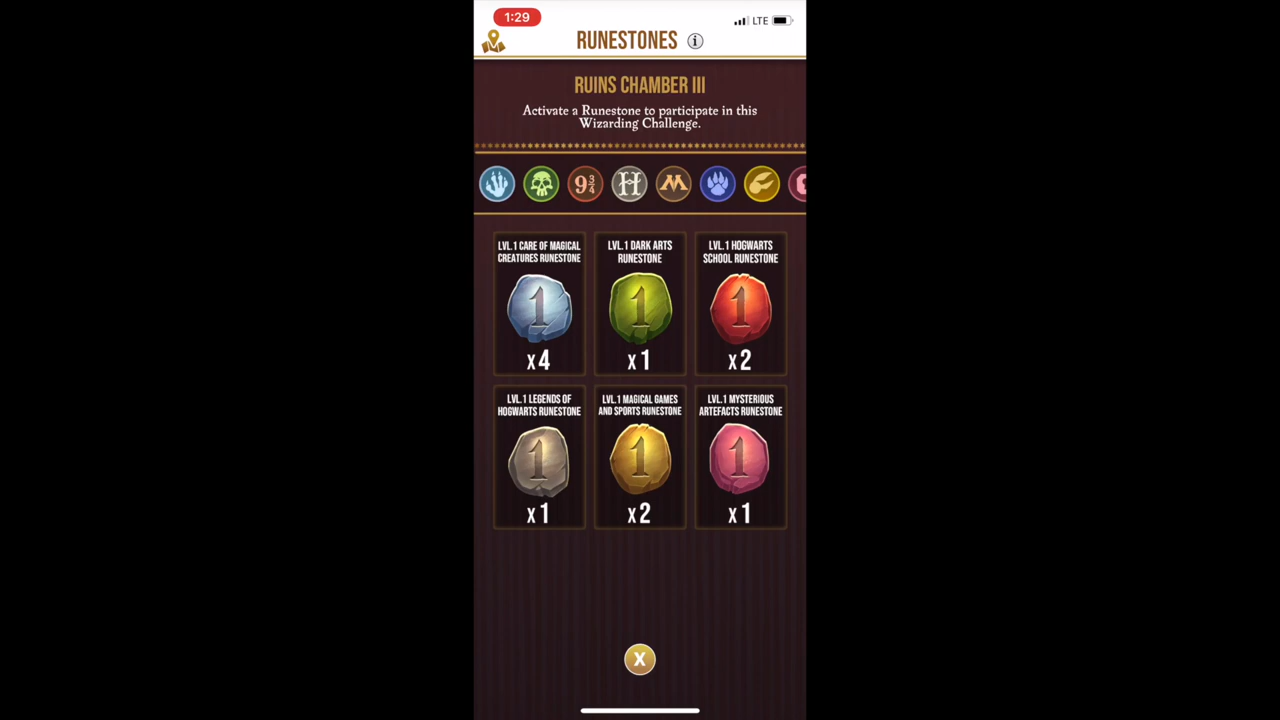 1:29
LTE
RUNESTONES
RUINS CHAMBER III
Activate a Runestone to participate in this
Wizarding Challenge.
9 3/4 H M
LVL.1 CARE OF MAGICAL
CREATURES RUNESTONE
1
x4
LVL.1 DARK ARTS
RUNESTONE
1
x1
LVL.1 HOGWARTS
SCHOOL RUNESTONE
1
x2
LVL.1 LEGENDS OF
HOGWARTS RUNESTONE
1
x1
LVL.1 MAGICAL GAMES
AND SPORTS RUNESTONE
1
x2
LVL.1 MYSTERIOUS
ARTEFACTS RUNESTONE
1
x1
X